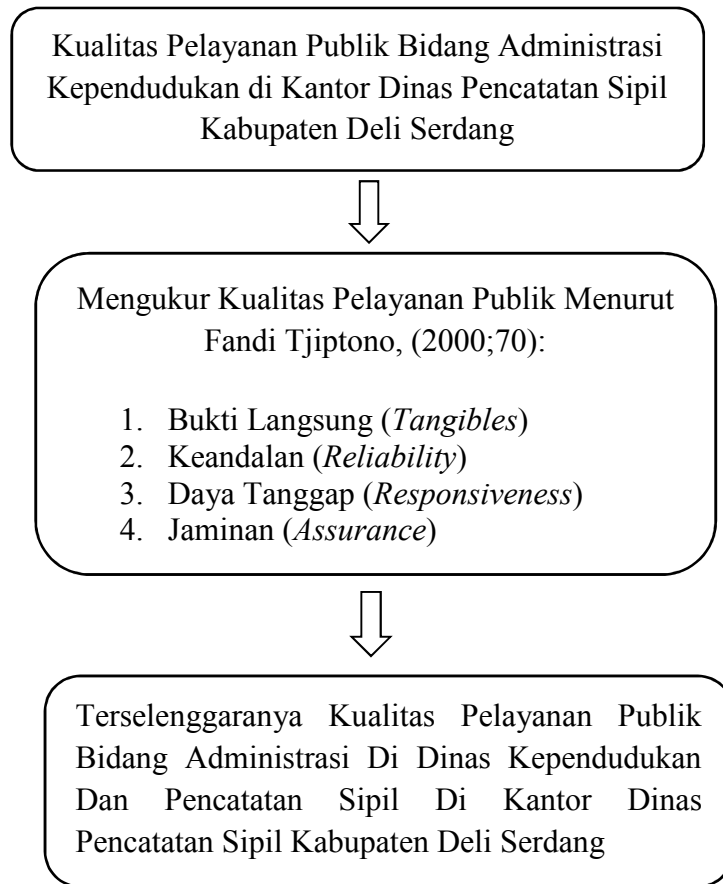 Kualitas Pelayanan Publik Bidang Administrasi
Kependudukan di Kantor Dinas Pencatatan Sipil
Kabupaten Deli Serdang
Mengukur Kualitas Pelayanan Publik Menurut
Fandi Tjiptono, (2000;70):
1. Bukti Langsung (Tangibles)
2. Keandalan (Reliability)
3. Daya Tanggap (Responsiveness)
4. Jaminan (Assurance)
Terselenggaranya Kualitas Pelayanan Publik
Bidang Administrasi Di Dinas Kependudukan
Dan Pencatatan Sipil Di Kantor Dinas
Pencatatan Sipil Kabupaten Deli Serdang